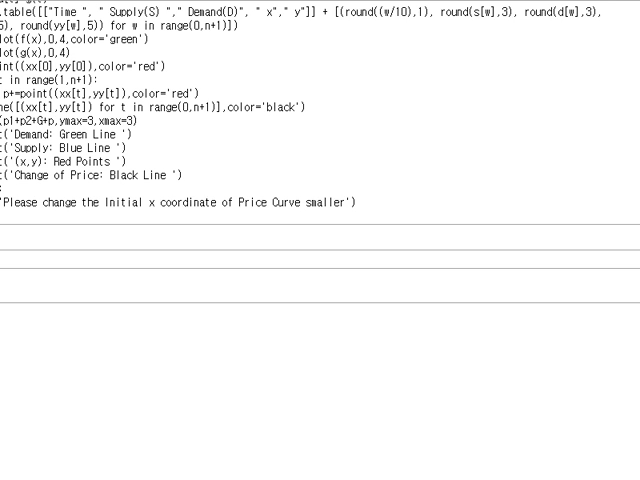 .table([["Time ", " Supply(S) "," Demand(D)", " x"," y"]] + [(round((w/10),1), round(s[w],3), round(d[w],3),
5), round(yy[w],5)) for w in range(0,n+1)])
lot(f(x),0,4,color='green')
lot(g(x),0,4)
int((xx[0],yy[0]),color='red')
t in range(1,n+1):
p+=point((xx[t],yy[t]),color='red')
ne([(xx[t],yy[t]) for t in range(0,n+1)],color='black')
(p1+p2+G+p,ymax=3,xmax=3)
t('Demand: Green Line ')
t('Supply: Blue Line ')
t('(x,y): Red Points ')
t('Change of Price: Black Line ')
:
'Please change the Initial x coordinate of Price Curve smaller')